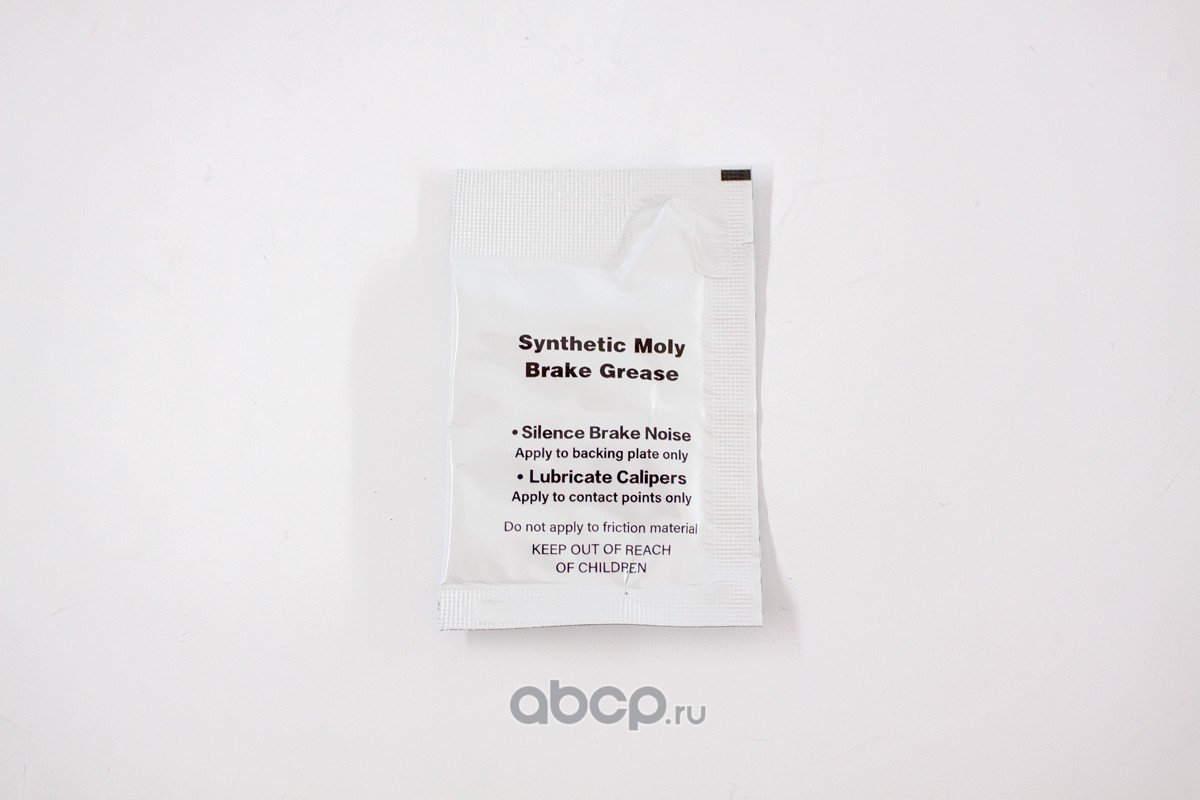 Synthetic Moly
Brake Grease
• Silence Brake Noise
Apply to backing plate only
• Lubricate Calipers
Apply to contact points only
Do not apply to friction material
KEEP OUT OF REACH
OF CHILDREN
abcp.ru